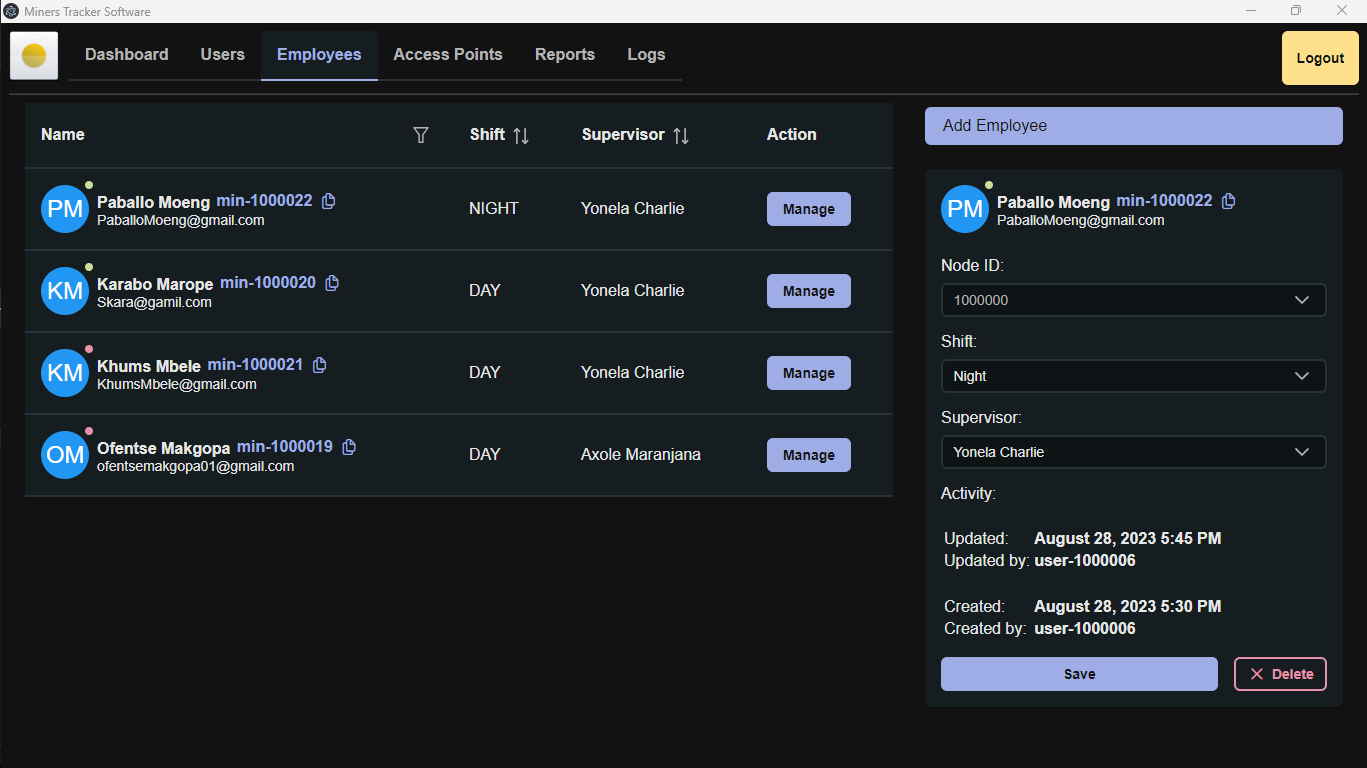 Miners Tracker Software
Dashboard Users Employees Access Points Reports Logs Logout
Name Shift Supervisor Action
PM Paballo Moeng min-1000022
PaballoMoeng@gmail.com
NIGHT Yonela Charlie Manage
KM Karabo Marope min-1000020
Skara@gamil.com
DAY Yonela Charlie Manage
KM Khums Mbele min-1000021
KhumsMbele@gmail.com
DAY Yonela Charlie Manage
OM Ofentse Makgopa min-1000019
ofentsemakgopa01@gmail.com
DAY Axole Maranjana Manage
Add Employee
PM Paballo Moeng min-1000022
PaballoMoeng@gmail.com
Node ID:
1000000
Shift:
Night
Supervisor:
Yonela Charlie
Activity:
Updated: August 28, 2023 5:45 PM
Updated by: user-1000006
Created: August 28, 2023 5:30 PM
Created by: user-1000006
Save Delete